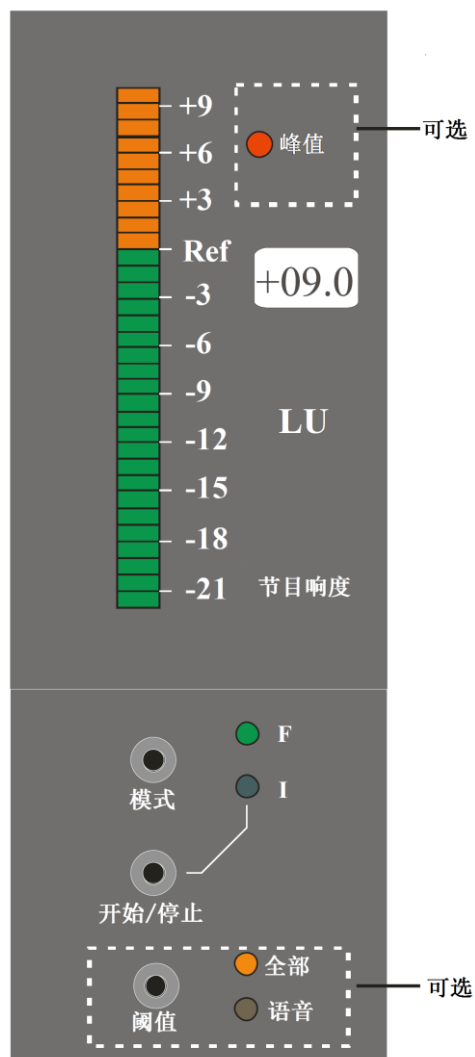 +9
峰值
可选
+6
+3
Ref
+09.0
-3
-6
-9
LU
-12
-15
-18
-21
节目响度
F
I
模式
开始/停止
全部
可选
语音
阈值